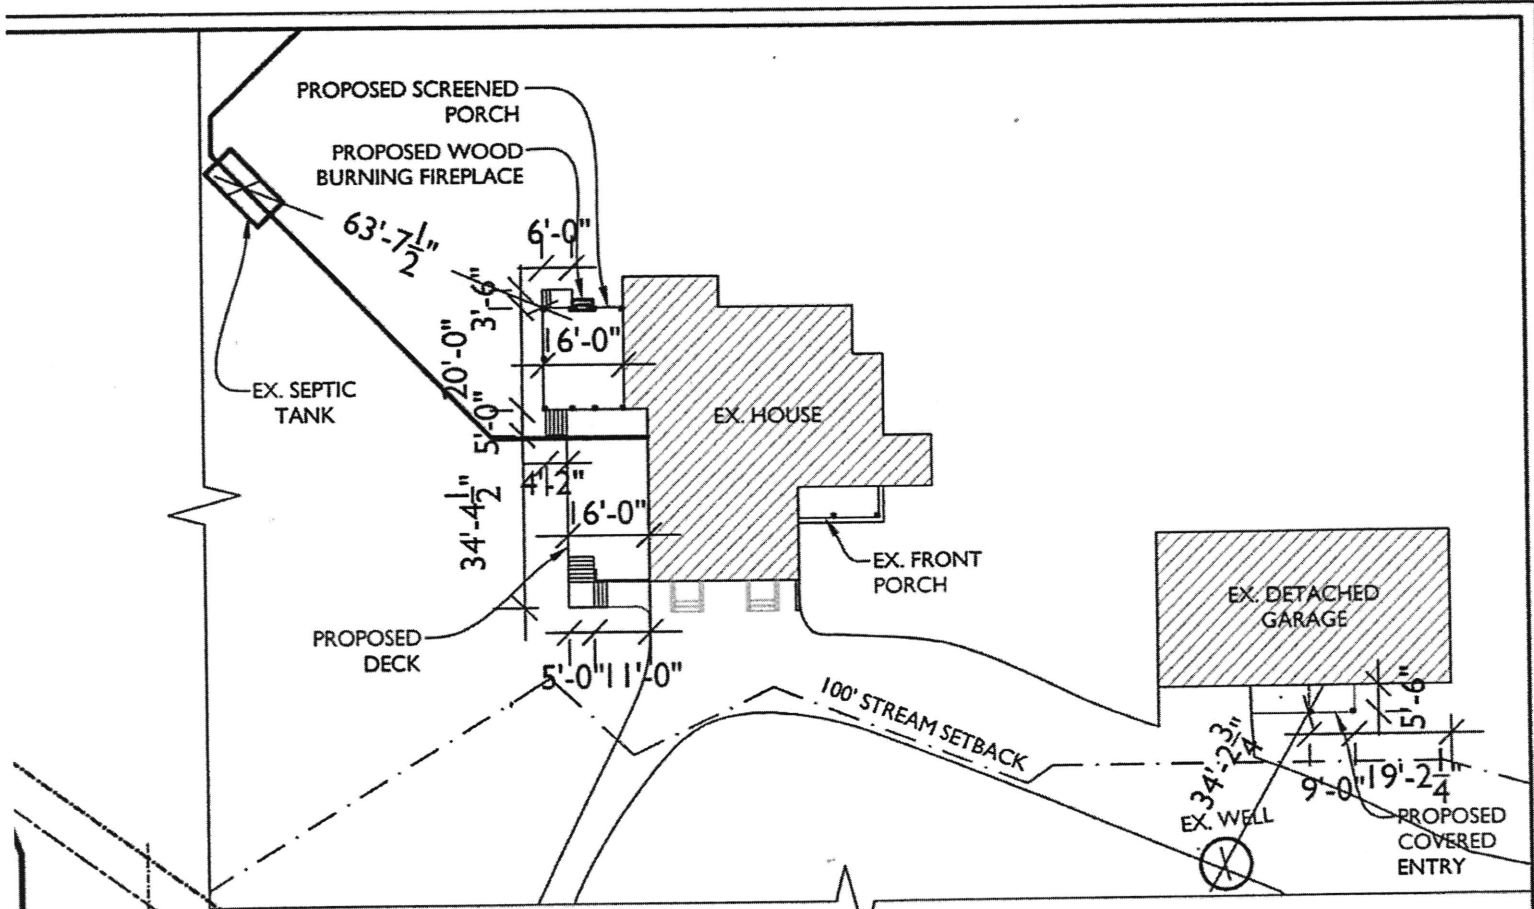 PROPOSED SCREENED
PORCH
PROPOSED WOOD
BURNING FIREPLACE
63'-7 1/2"
6'-0"
3'-6"
16'-0"
20'-0"
EX. SEPTIC
TANK
5'-0"
EX. HOUSE
4'-2"
34'-4 1/2"
16'-0"
EX. FRONT
PORCH
PROPOSED
DECK
5'-0"
11'-0"
EX. DETACHED
GARAGE
100' STREAM SETBACK
5'-6"
34'-2 3/4"
9'-0"
19'-2 1/4"
EX. WELL
PROPOSED
COVERED
ENTRY